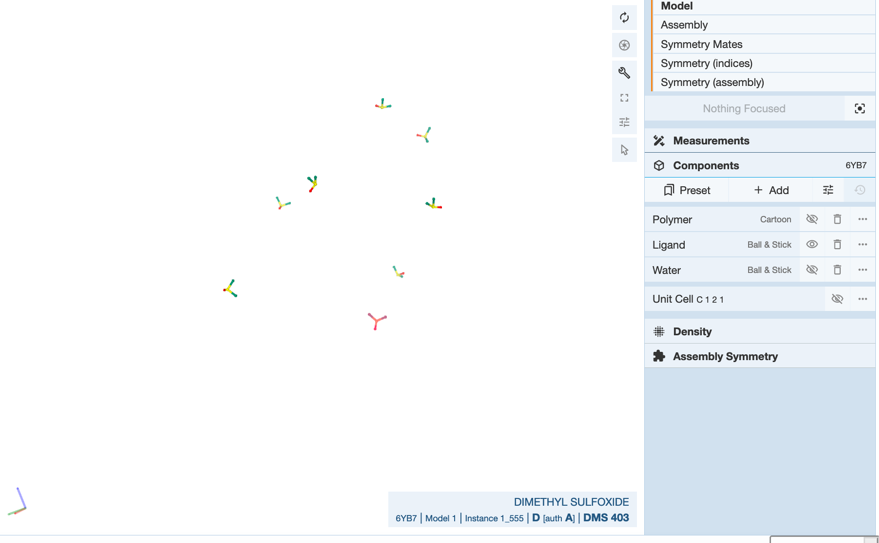 Model
Assembly
Symmetry Mates
Symmetry (indices)
Symmetry (assembly)
Nothing Focused
Measurements
Components 6YB7
Preset + Add
Polymer Cartoon
Ligand Ball & Stick
Water Ball & Stick
Unit Cell C 1 2 1
Density
Assembly Symmetry
DIMETHYL SULFOXIDE
6YB7 | Model 1 | Instance 1_555 | D [auth A] | DMS 403